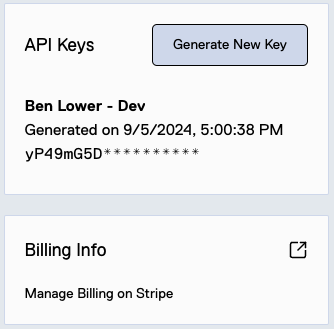 API Keys
Generate New Key
Ben Lower - Dev
Generated on 9/5/2024, 5:00:38 PM
yP49mG5D**********
Billing Info
Manage Billing on Stripe